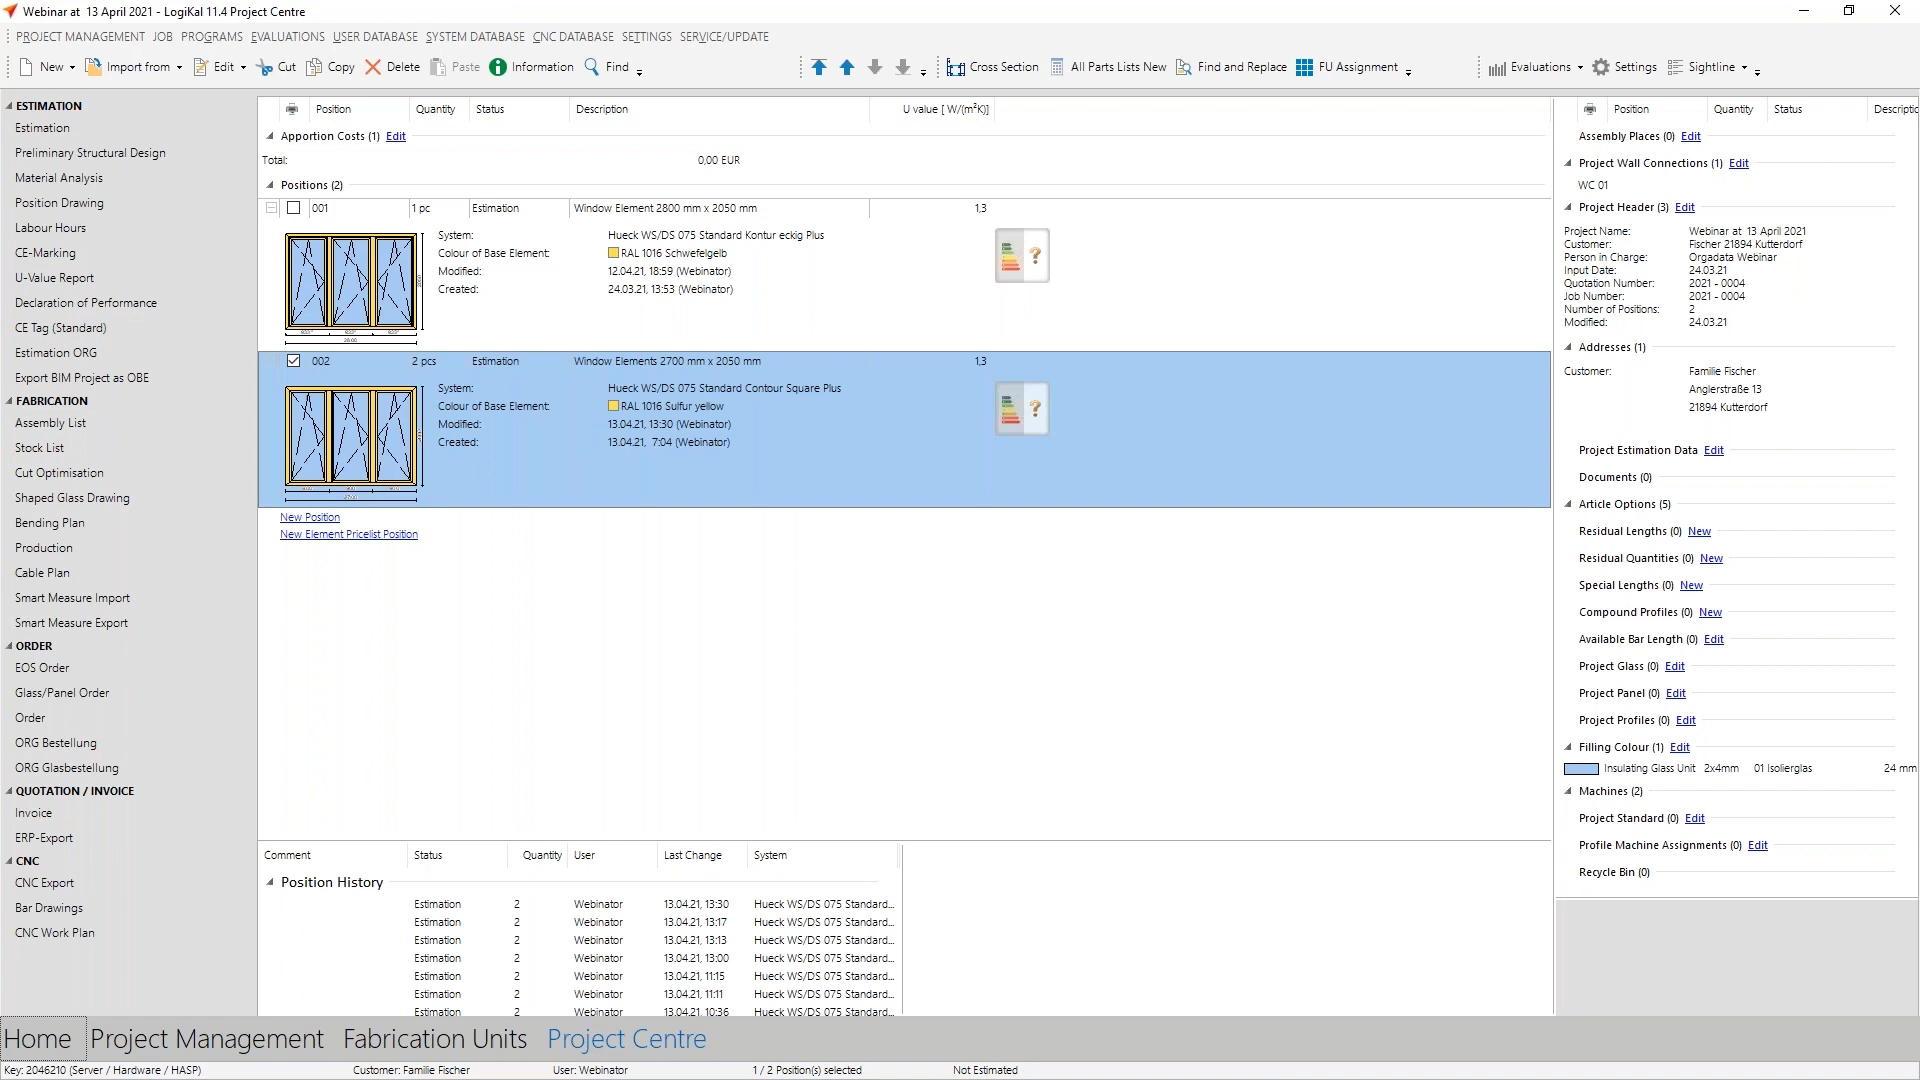 Webinar at  13 April 2021 - LogiKal 11.4 Project Centre
PROJECT MANAGEMENT JOB PROGRAMS EVALUATIONS USER DATABASE SYSTEM DATABASE CNC DATABASE SETTINGS SERVICE/UPDATE
New Import from Edit Cut Copy Delete Paste Information Find Cross Section All Parts Lists New Find and Replace FU Assignment Evaluations Settings Sightline
ESTIMATION
Estimation
Preliminary Structural Design
Material Analysis
Position Drawing
Labour Hours
CE-Marking
U-Value Report
Declaration of Performance
CE Tag (Standard)
Estimation ORG
Export BIM Project as OBE
FABRICATION
Assembly List
Stock List
Cut Optimisation
Shaped Glass Drawing
Bending Plan
Production
Cable Plan
Smart Measure Import
Smart Measure Export
ORDER
EOS Order
Glass/Panel Order
Order
ORG Bestellung
ORG Glasbestellung
QUOTATION / INVOICE
Invoice
ERP-Export
CNC
CNC Export
Bar Drawings
CNC Work Plan
Position Quantity Status Description U value [ W/(m²K)]
Apportion Costs (1) Edit
Total: 0,00 EUR
Positions (2)
001 1 pc Estimation Window Element 2800 mm x 2050 mm 1,3
System: Hueck WS/DS 075 Standard Kontur eckig Plus
Colour of Base Element: RAL 1016 Schwefelgelb
Modified: 12.04.21, 18:59 (Webinator)
Created: 24.03.21, 13:53 (Webinator)
002 2 pcs Estimation Window Elements 2700 mm x 2050 mm 1,3
System: Hueck WS/DS 075 Standard Contour Square Plus
Colour of Base Element: RAL 1016 Sulfur yellow
Modified: 13.04.21, 13:30 (Webinator)
Created: 13.04.21,  7:04 (Webinator)
New Position
New Element Pricelist Position
Comment Status Quantity User Last Change System
Position History
Estimation 2 Webinator 13.04.21, 13:30 Hueck WS/DS 075 Standard...
Estimation 2 Webinator 13.04.21, 13:17 Hueck WS/DS 075 Standard...
Estimation 2 Webinator 13.04.21, 13:13 Hueck WS/DS 075 Standard...
Estimation 2 Webinator 13.04.21, 13:00 Hueck WS/DS 075 Standard...
Estimation 2 Webinator 13.04.21, 11:15 Hueck WS/DS 075 Standard...
Estimation 2 Webinator 13.04.21, 11:11 Hueck WS/DS 075 Standard...
Estimation 2 Webinator 13.04.21, 10:36 Hueck WS/DS 075 Standard...
Position Quantity Status Descriptic
Assembly Places (0) Edit
Project Wall Connections (1) Edit
WC 01
Project Header (3) Edit
Project Name: Webinar at  13 April 2021
Customer: Fischer 21894 Kutterdorf
Person in Charge: Orgadata Webinar
Input Date: 24.03.21
Quotation Number: 2021 - 0004
Job Number: 2021 - 0004
Number of Positions: 2
Modified: 24.03.21
Addresses (1)
Customer: Familie Fischer
Anglerstraße 13
21894 Kutterdorf
Project Estimation Data Edit
Documents (0)
Article Options (5)
Residual Lengths (0) New
Residual Quantities (0) New
Special Lengths (0) New
Compound Profiles (0) New
Available Bar Length (0) Edit
Project Glass (0) Edit
Project Panel (0) Edit
Project Profiles (0) Edit
Filling Colour (1) Edit
Insulating Glass Unit 2x4mm 01 Isolierglas 24 mm
Machines (2)
Project Standard (0) Edit
Profile Machine Assignments (0) Edit
Recycle Bin (0)
Home Project Management Fabrication Units Project Centre
Key: 2046210 (Server / Hardware / HASP) Customer: Familie Fischer User: Webinator 1 / 2 Position(s) selected Not Estimated